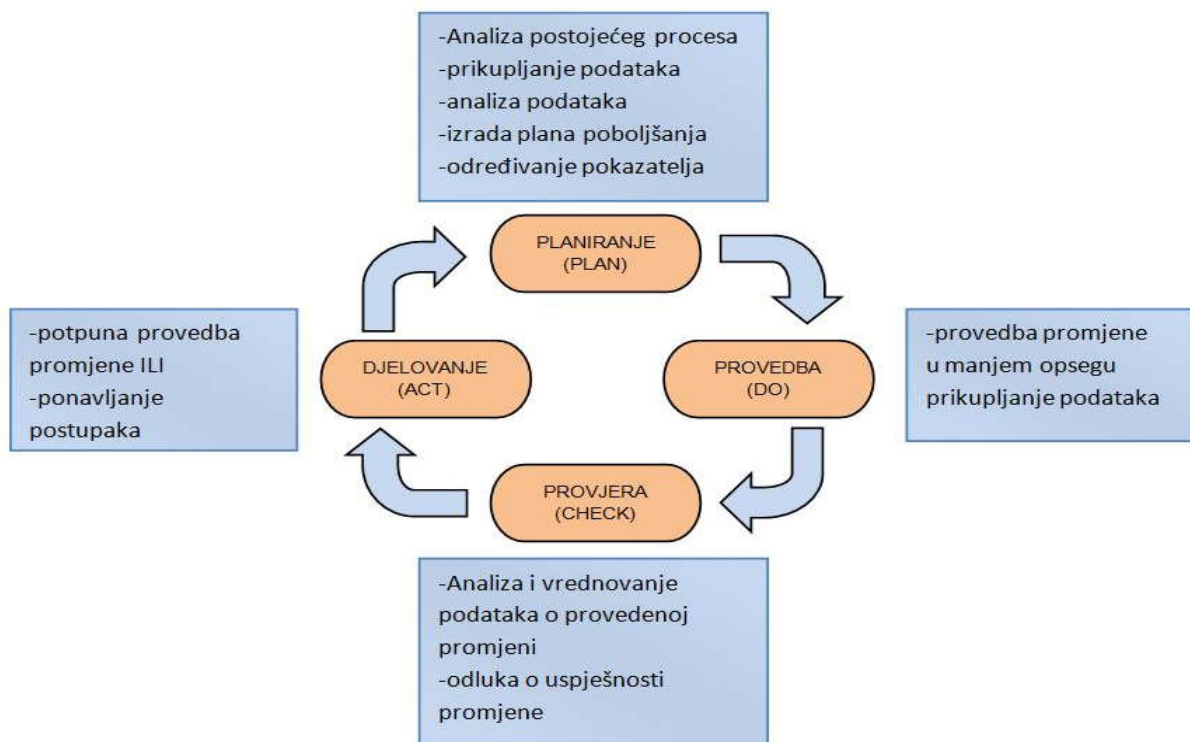 -Analiza postojećeg procesa
-prikupljanje podataka
-analiza podataka
-izrada plana poboljšanja
-određivanje pokazatelja
PLANIRANJE
(PLAN)
-potpuna provedba
promjene ILI
-ponavljanje
postupaka
DJELOVANJE
(ACT)
PROVEDBA
(DO)
-provedba promjene
u manjem opsegu
prikupljanje podataka
PROVJERA
(CHECK)
-Analiza i vrednovanje
podataka o provedenoj
promjeni
-odluka o uspješnosti
promjene